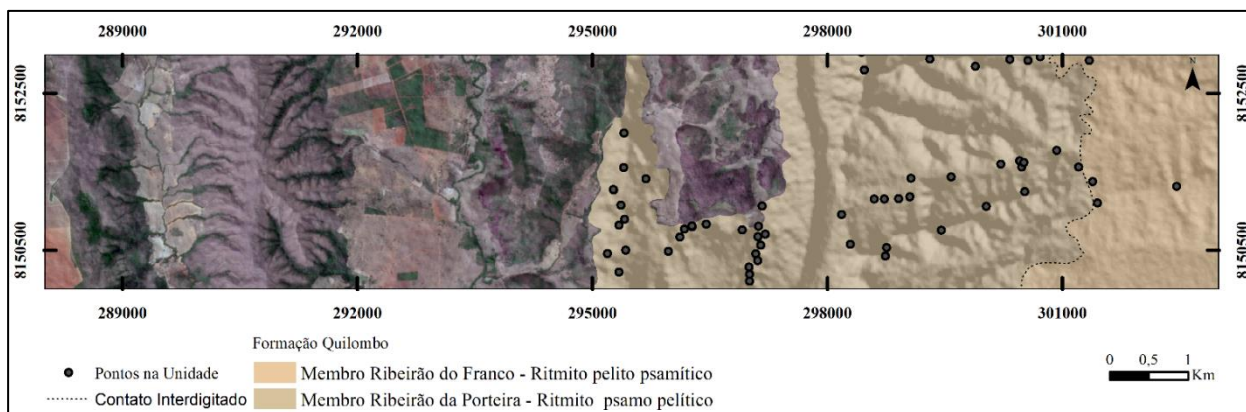 289000 292000 295000 298000 301000
N
8152500 8152500
8150500 8150500
289000 292000 295000 298000 301000
Formação Quilombo
Pontos na Unidade
Membro Ribeirão do Franco - Ritmito pelito psamítico
0 0,5 1
Km
Contato Interdigitado
Membro Ribeirão da Porteira - Ritmito psamo pelítico